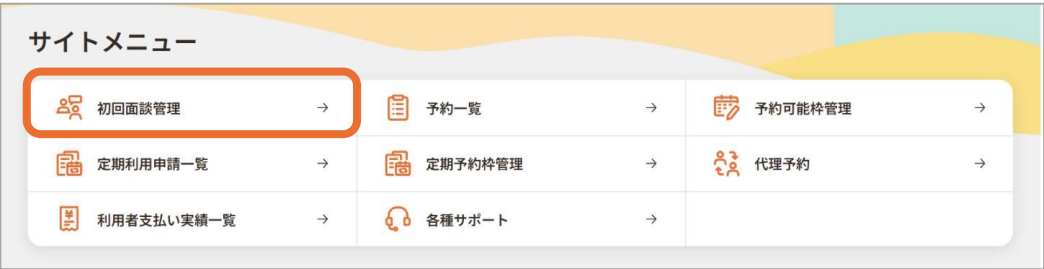 サイトメニュー
初回面談管理 →
予約一覧 →
予約可能枠管理 →
定期利用申請一覧 →
定期予約枠管理 →
代理予約 →
利用者支払い実績一覧 →
各種サポート →